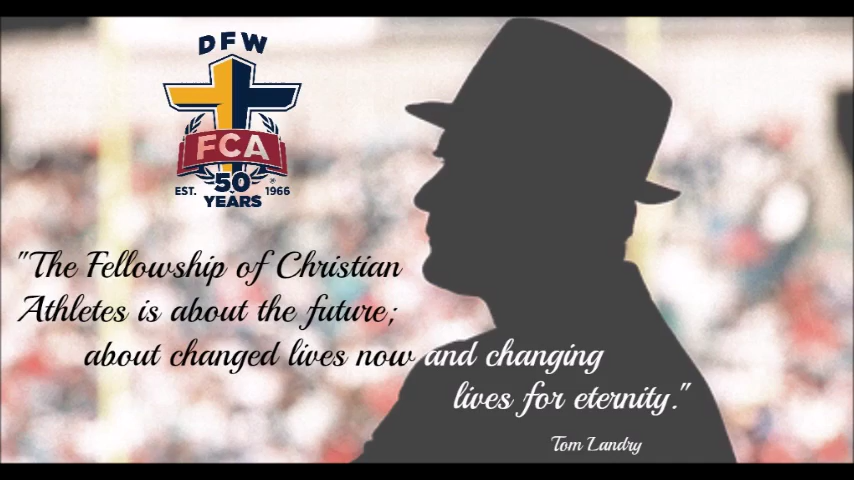 DFW
FCA
50
EST. YEARS 1966
"The Fellowship of Christian
Athletes is about the future;
about changed lives now and changing
lives for eternity."
Tom Landry